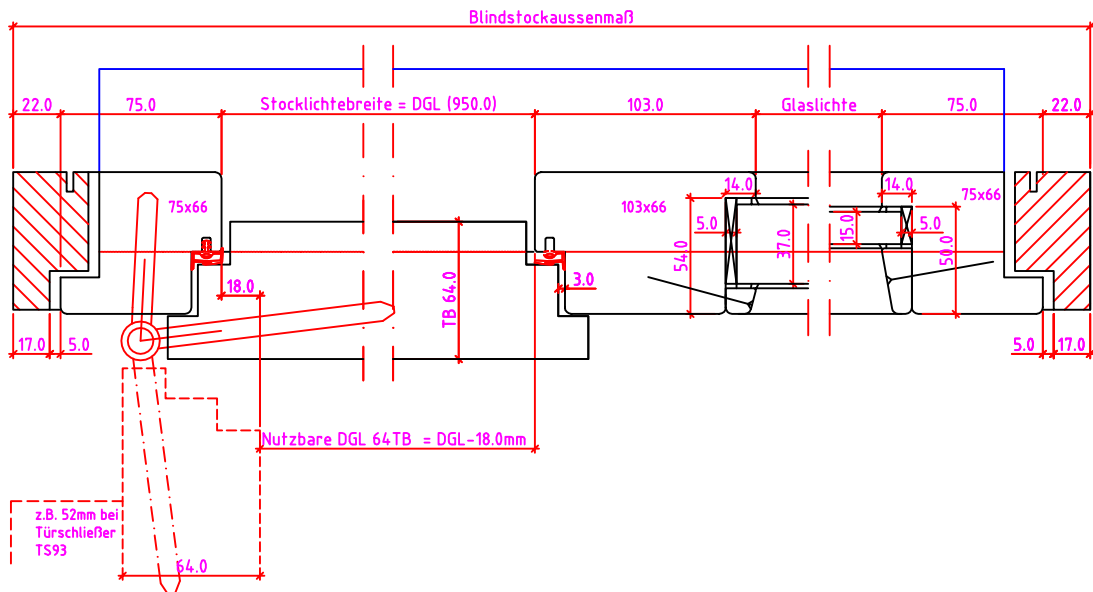 Blindstockaussenmaß
22.0 75.0 Stocklichtebreite = DGL (950.0) 103.0 Glaslichte 75.0 22.0
14.0 14.0
75x66 103x66 75x66
5.0 5.0
54.0 37.0 15.0 50.0
18.0 TB 64.0 3.0
17.0 5.0 5.0 17.0
Nutzbare DGL 64TB = DGL-18.0mm
z.B. 52mm bei
Türschließer
TS93
64.0